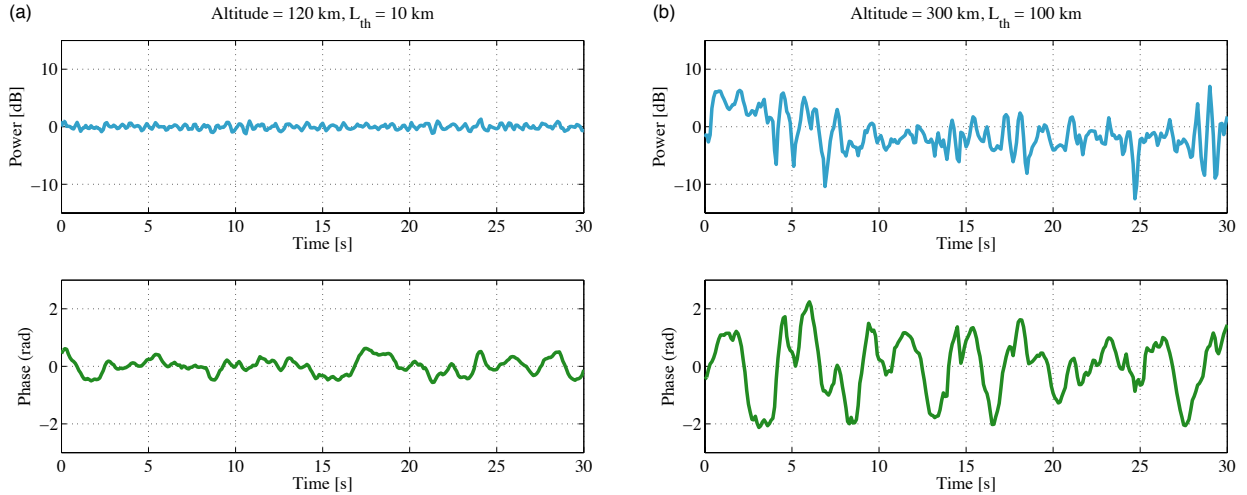 (a)
Altitude = 120 km, L_th = 10 km
10
0
−10
Power [dB]
0 5 10 15 20 25 30
Time [s]
2
0
−2
Phase (rad)
0 5 10 15 20 25 30
Time [s]
(b)
Altitude = 300 km, L_th = 100 km
10
0
−10
Power [dB]
0 5 10 15 20 25 30
Time [s]
2
0
−2
Phase (rad)
0 5 10 15 20 25 30
Time [s]